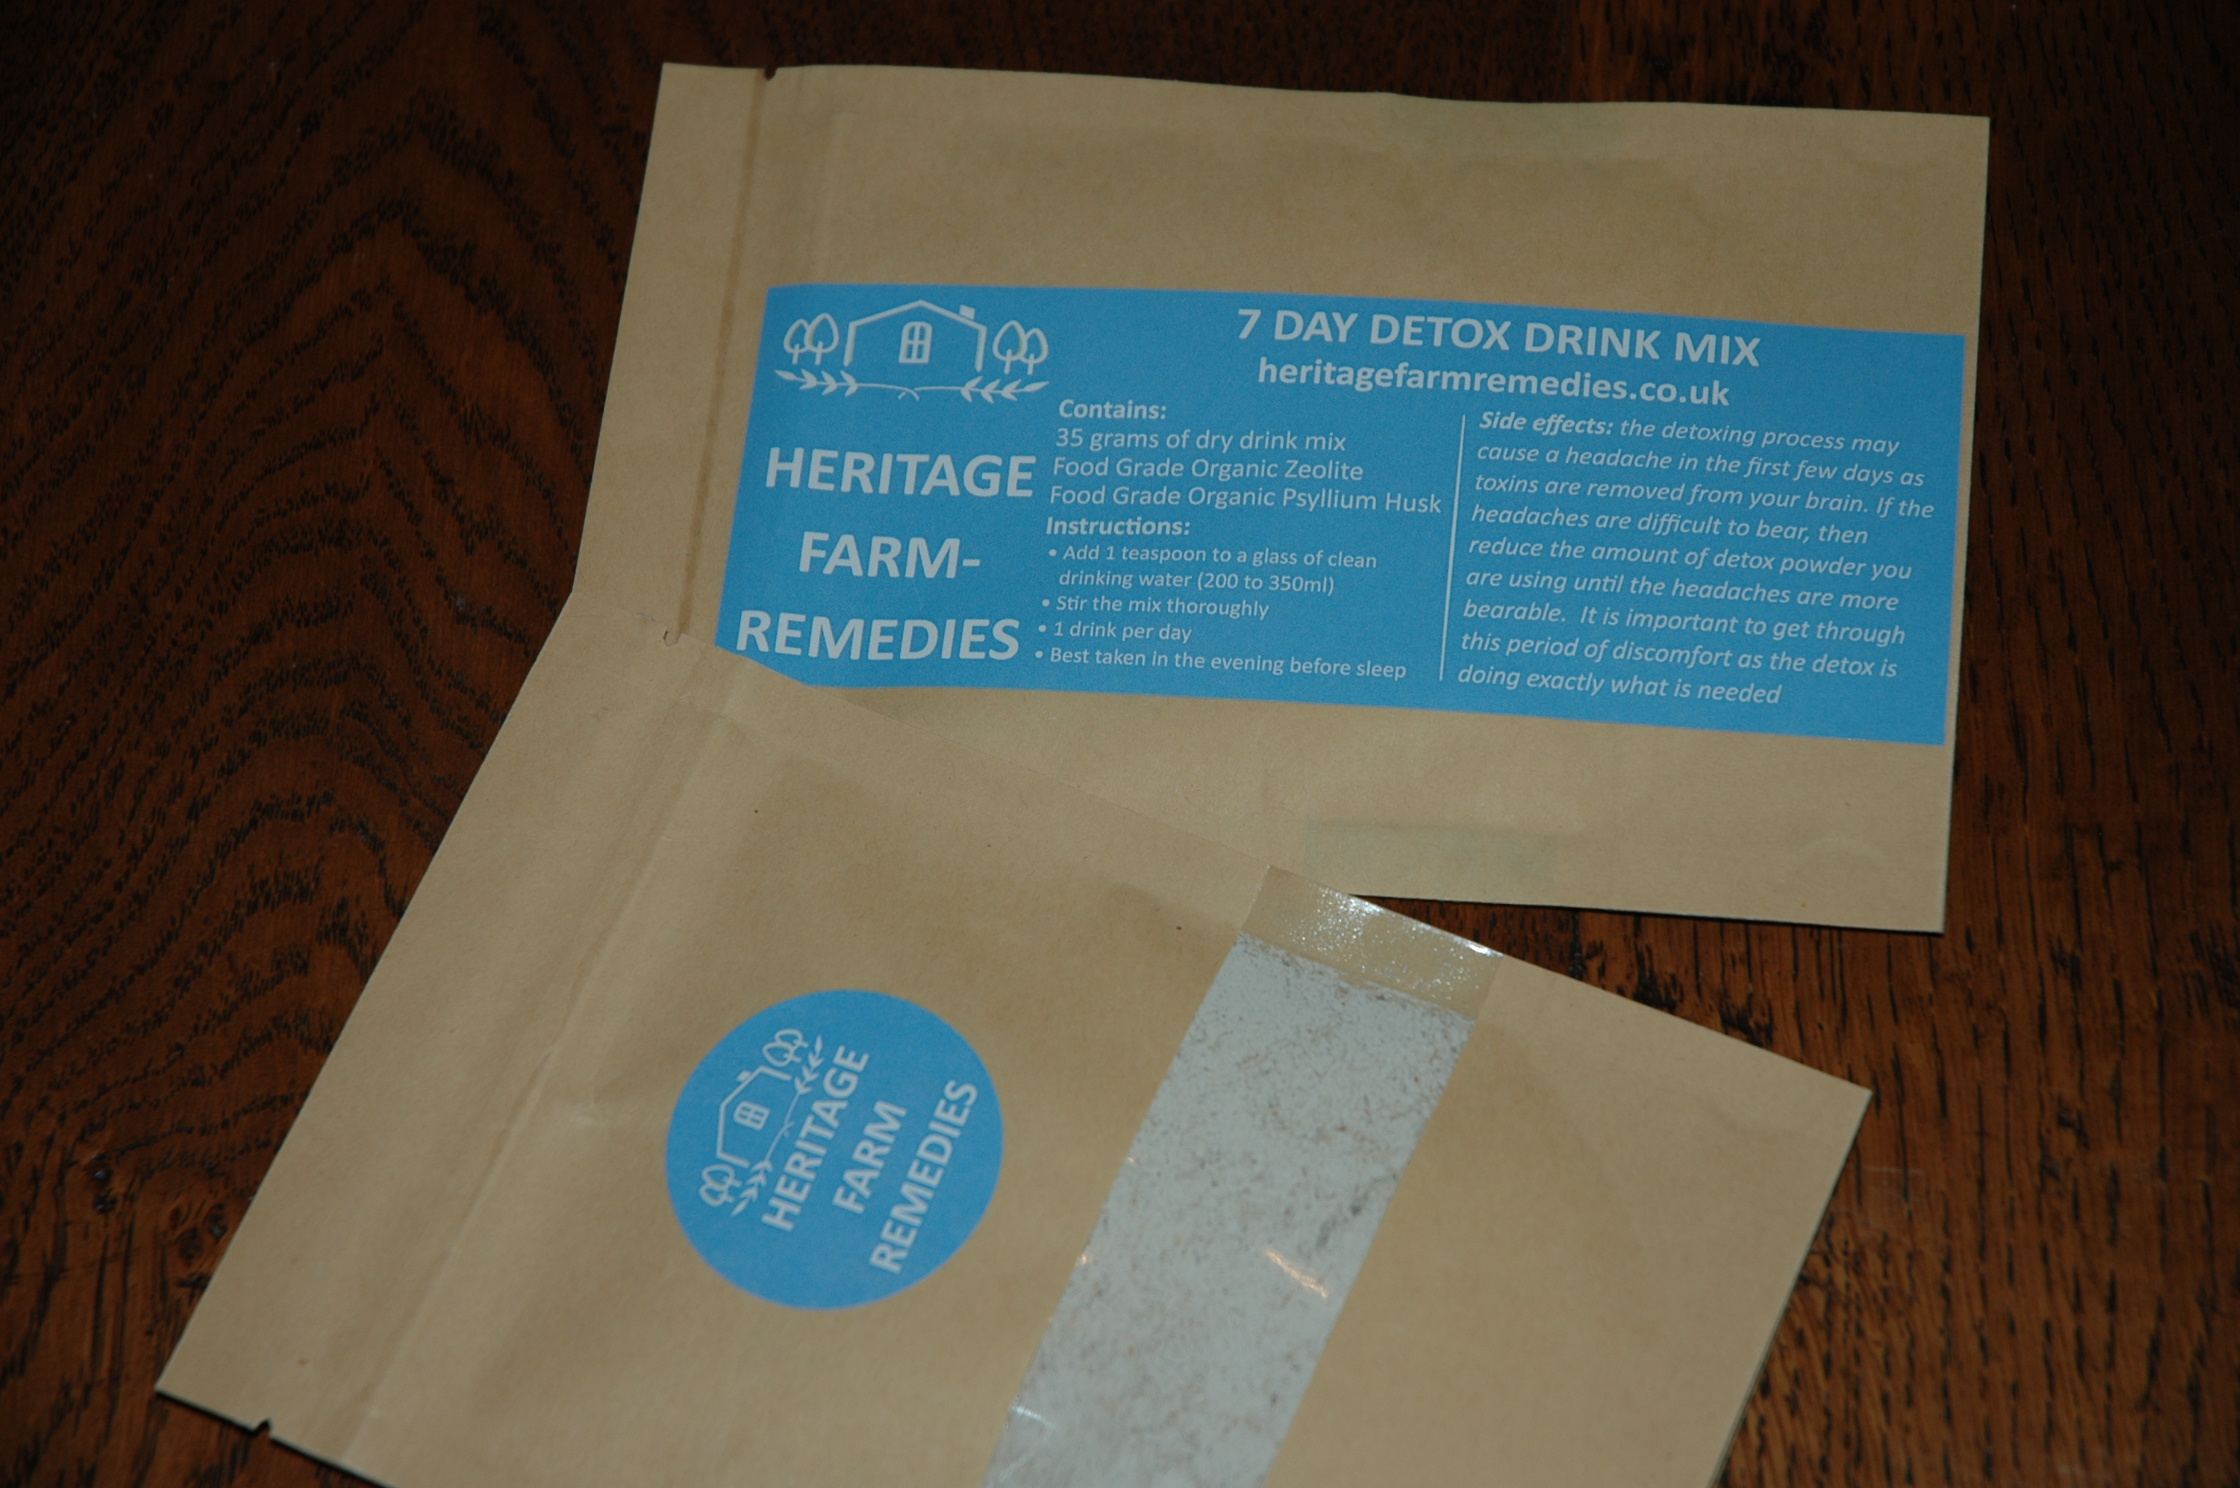 7 DAY DETOX DRINK MIX
heritagefarmremedies.co.uk
HERITAGE
FARM-
REMEDIES
Contains:
35 grams of dry drink mix
Food Grade Organic Zeolite
Food Grade Organic Psyllium Husk
Instructions:
• Add 1 teaspoon to a glass of clean
drinking water (200 to 350ml)
• Stir the mix thoroughly
• 1 drink per day
• Best taken in the evening before sleep
Side effects: the detoxing process may
cause a headache in the first few days as
toxins are removed from your brain. If the
headaches are difficult to bear, then
reduce the amount of detox powder you
are using until the headaches are more
bearable. It is important to get through
this period of discomfort as the detox is
doing exactly what is needed
HERITAGE
FARM
REMEDIES